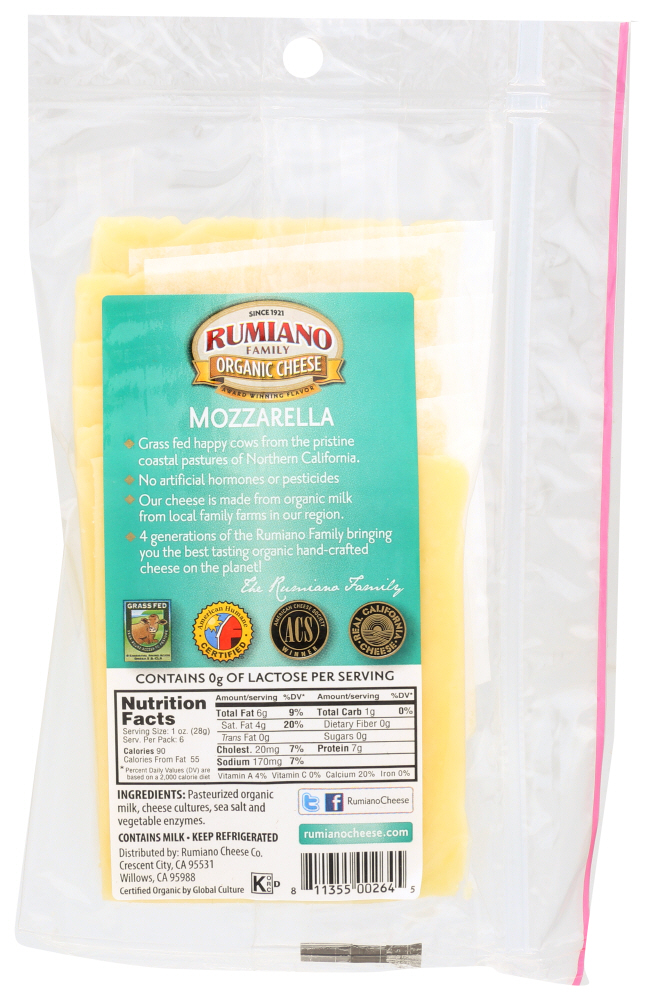 SINCE 1921
RUMIANO
FAMILY
ORGANIC CHEESE
AWARD WINNING FLAVOR
MOZZARELLA
Grass fed happy cows from the pristine
coastal pastures of Northern California.
No artificial hormones or pesticides
Our cheese is made from organic milk
from local family farms in our region.
4 generations of the Rumiano Family bringing
you the best tasting organic hand-crafted
cheese on the planet!
The Rumiano Family
GRASS FED
American Humane
CERTIFIED
AMERICAN CHEESE SOCIETY
ACS
WINNER
REAL CALIFORNIA
CHEESE
CONTAINS 0g OF LACTOSE PER SERVING
Nutrition
Facts
Serving Size: 1 oz. (28g)
Serv. Per Pack: 6
Calories 90
Calories From Fat 55
*Percent Daily Values (DV) are
based on a 2,000 calorie diet
Amount/serving %DV* Amount/serving %DV*
Total Fat 6g 9% Total Carb 1g 0%
Sat. Fat 4g 20% Dietary Fiber 0g
Trans Fat 0g Sugars 0g
Cholest. 20mg 7% Protein 7g
Sodium 170mg 7%
Vitamin A 4% Vitamin C 0% Calcium 20% Iron 0%
INGREDIENTS: Pasteurized organic
milk, cheese cultures, sea salt and
vegetable enzymes.
CONTAINS MILK • KEEP REFRIGERATED
Distributed by: Rumiano Cheese Co.
Crescent City, CA 95531
Willows, CA 95988
Certified Organic by Global Culture
K D
RumianoCheese
rumianocheese.com
8 11355 00264 5